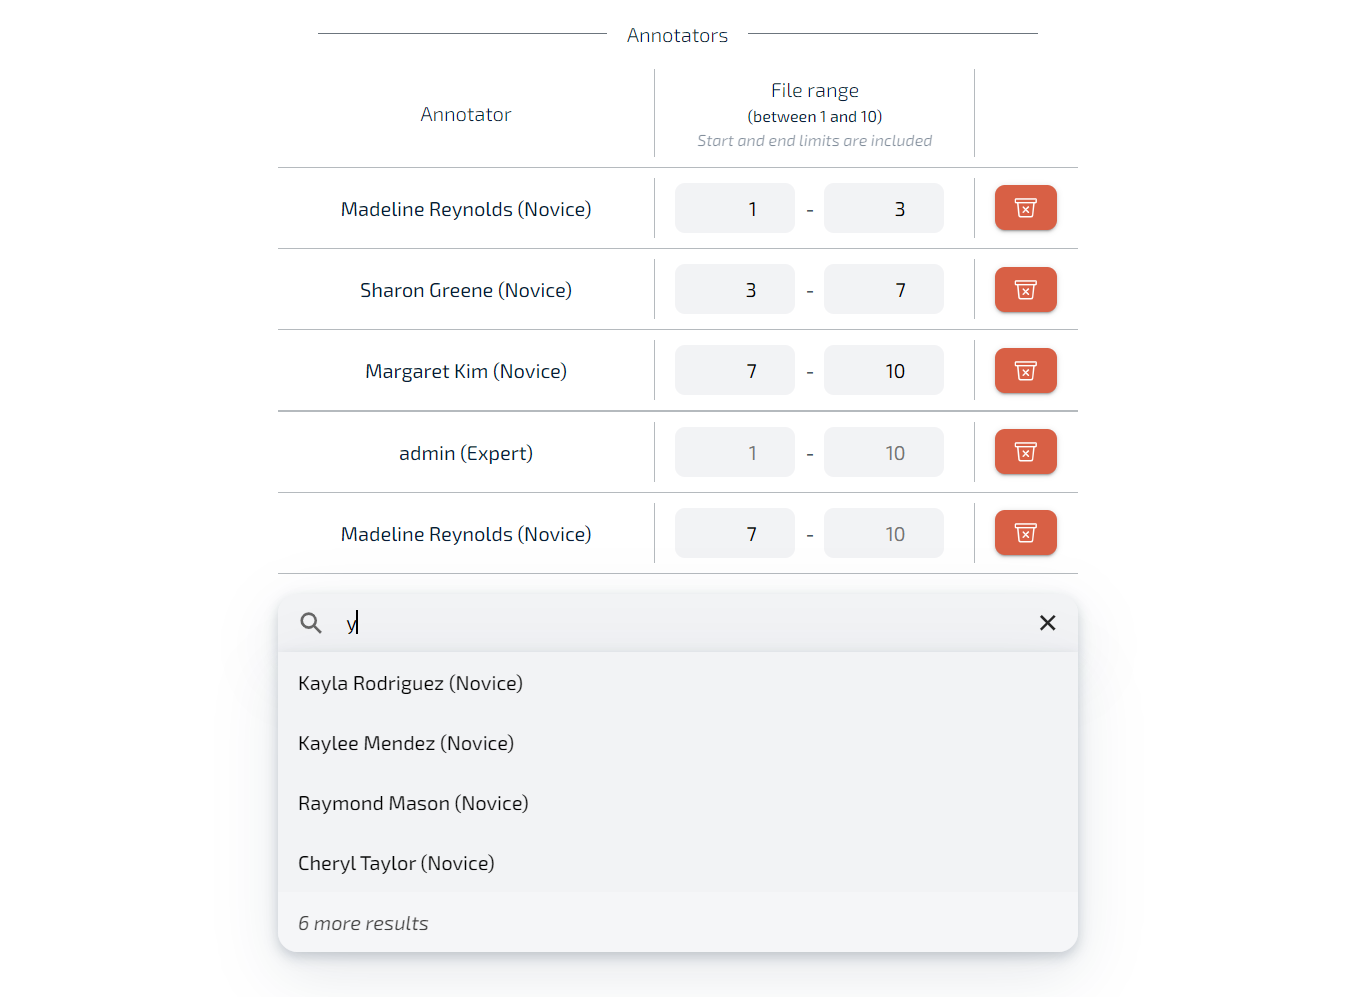 Annotators
Annotator
File range
(between 1 and 10)
Start and end limits are included
Madeline Reynolds (Novice) 1 - 3
Sharon Greene (Novice) 3 - 7
Margaret Kim (Novice) 7 - 10
admin (Expert) 1 - 10
Madeline Reynolds (Novice) 7 - 10
y
Kayla Rodriguez (Novice)
Kaylee Mendez (Novice)
Raymond Mason (Novice)
Cheryl Taylor (Novice)
6 more results